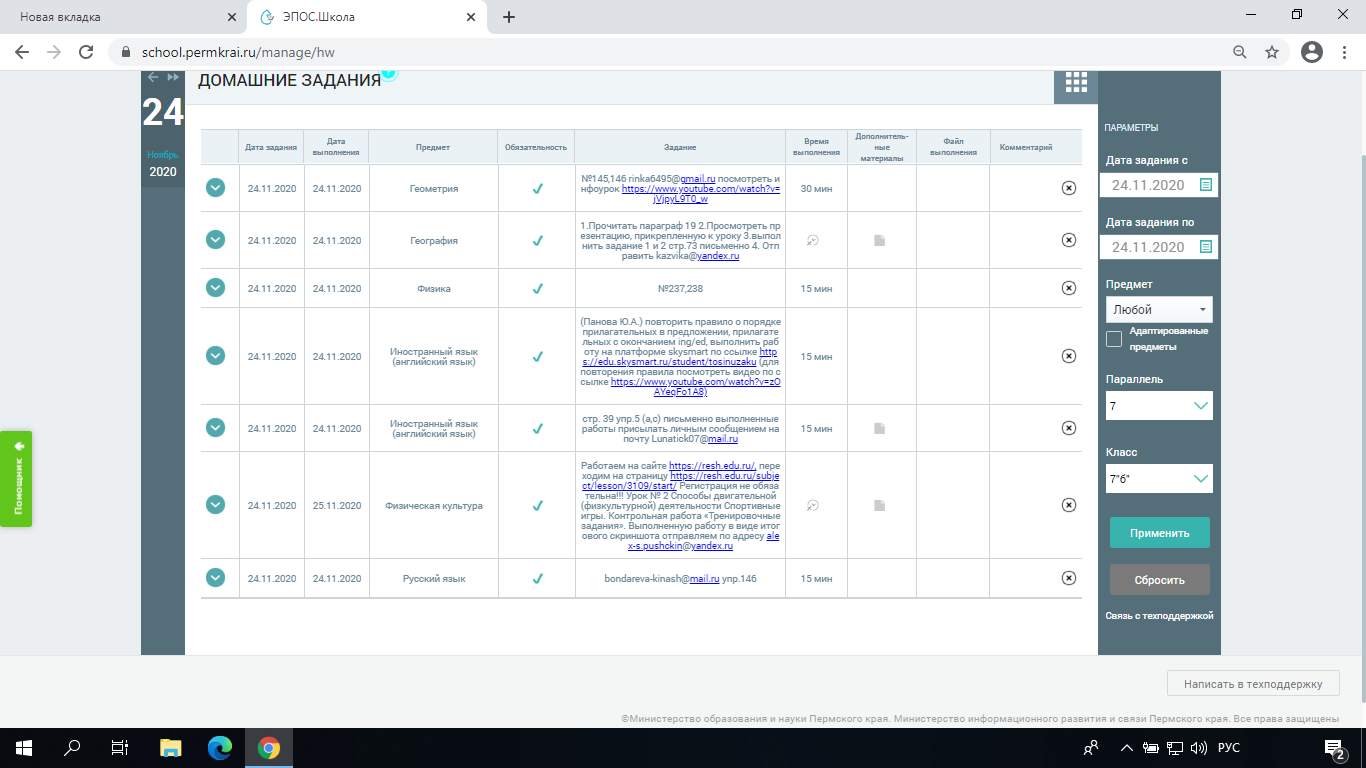 Новая вкладка
ЭПОС.Школа
school.permkrai.ru/manage/hw
24
Ноябрь
2020
ДОМАШНИЕ ЗАДАНИЯ
Дата задания
Дата
выполнения
Предмет
Обязательность
Задание
Время
выполнения
Дополнитель-
ные
материалы
Файл
выполнения
Комментарий
24.11.2020
24.11.2020
Геометрия
№145,146 rinka6495@gmail.ru посмотреть и
нфоурок https://www.youtube.com/watch?v=
jVjpyL9T0_w
30 мин
24.11.2020
24.11.2020
География
1.Прочитать параграф 19 2.Просмотреть пр
езентацию, прикрепленную к уроку 3.выпол
нить задание 1 и 2 стр.73 письменно 4. Отп
равить kazvika@yandex.ru
24.11.2020
24.11.2020
Физика
№237,238
15 мин
24.11.2020
24.11.2020
Иностранный язык
(английский язык)
(Панова Ю.А.) повторить правило о порядке
прилагательных в предложении, прилагате
льных с окончанием ing/ed, выполнить раб
оту на платформе skysmart по ссылке http
s://edu.skysmart.ru/student/tosinuzaku (для
повторения правила посмотреть видео по с
сылке https://www.youtube.com/watch?v=zO
AYeqFo1A8)
15 мин
24.11.2020
24.11.2020
Иностранный язык
(английский язык)
стр. 39 упр.5 (a,c) письменно выполненные
работы присылать личным сообщением на
почту Lunatick07@mail.ru
15 мин
24.11.2020
25.11.2020
Физическая культура
Работаем на сайте https://resh.edu.ru/, пере
ходим на страницу https://resh.edu.ru/subje
ct/lesson/3109/start/ Регистрация не обяза
тельна!!! Урок № 2 Способы двигательной
(физкультурной) деятельности Спортивные
игры. Контрольная работа «Тренировочные
задания». Выполненную работу в виде итог
ового скриншота отправляем по адресу ale
x-s.pushckin@yandex.ru
24.11.2020
24.11.2020
Русский язык
bondareva-kinash@mail.ru упр.146
15 мин
ПАРАМЕТРЫ
Дата задания с
24.11.2020
Дата задания по
24.11.2020
Предмет
Любой
Адаптированные
предметы
Параллель
7
Класс
7"б"
Применить
Сбросить
Связь с техподдержкой
Помощник
Написать в техподдержку
©Министерство образования и науки Пермского края. Министерство информационного развития и связи Пермского края. Все права защищены
РУС
2